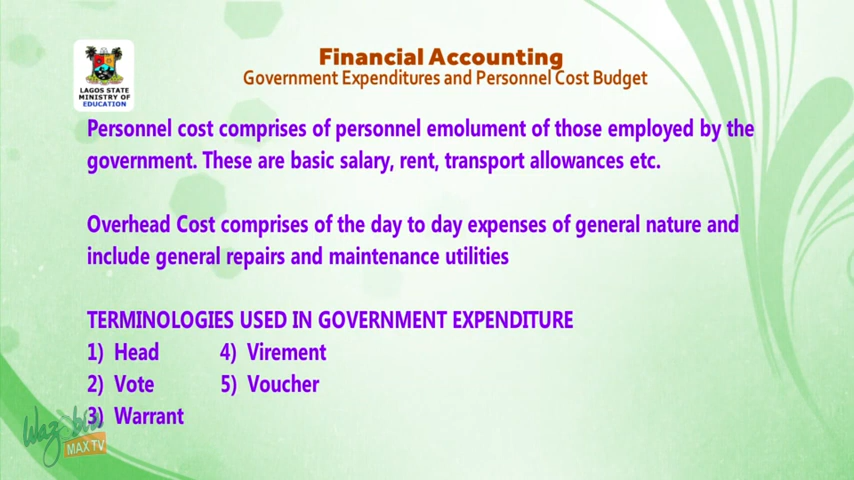 LAGOS STATE
MINISTRY OF
EDUCATION
Financial Accounting
Government Expenditures and Personnel Cost Budget
Personnel cost comprises of personnel emolument of those employed by the
government. These are basic salary, rent, transport allowances etc.
Overhead Cost comprises of the day to day expenses of general nature and
include general repairs and maintenance utilities
TERMINOLOGIES USED IN GOVERNMENT EXPENDITURE
1) Head 4) Virement
2) Vote 5) Voucher
3) Warrant
Wazobia
MAX TV